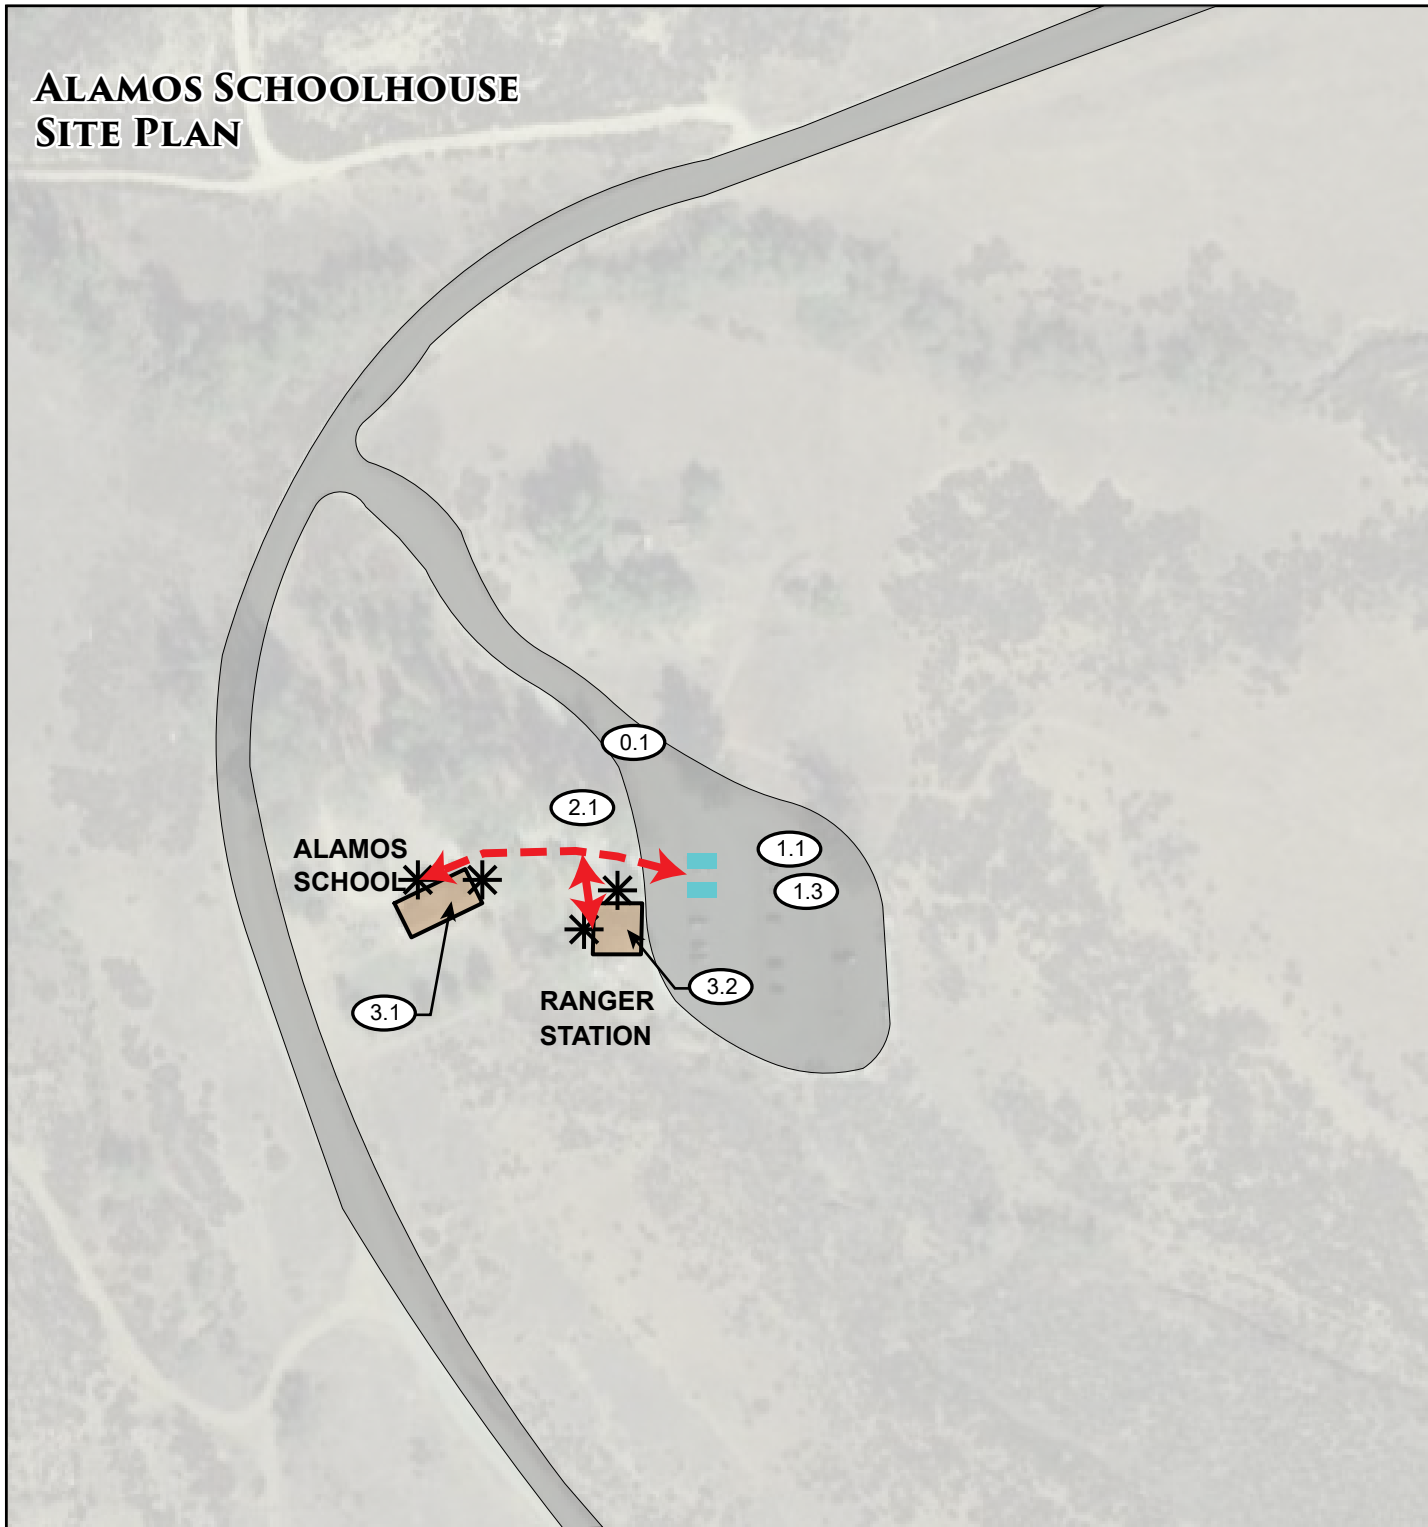 ALAMOS SCHOOLHOUSE
SITE PLAN
0.1
2.1
ALAMOS
SCHOOL
1.1
1.3
3.2
RANGER
STATION
3.1